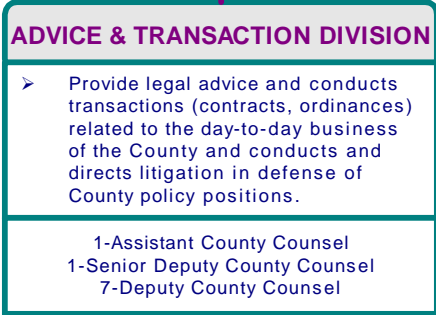 ADVICE & TRANSACTION DIVISION
➢ Provide legal advice and conducts
transactions (contracts, ordinances)
related to the day-to-day business
of the County and conducts and
directs litigation in defense of
County policy positions.
1-Assistant County Counsel
1-Senior Deputy County Counsel
7-Deputy County Counsel